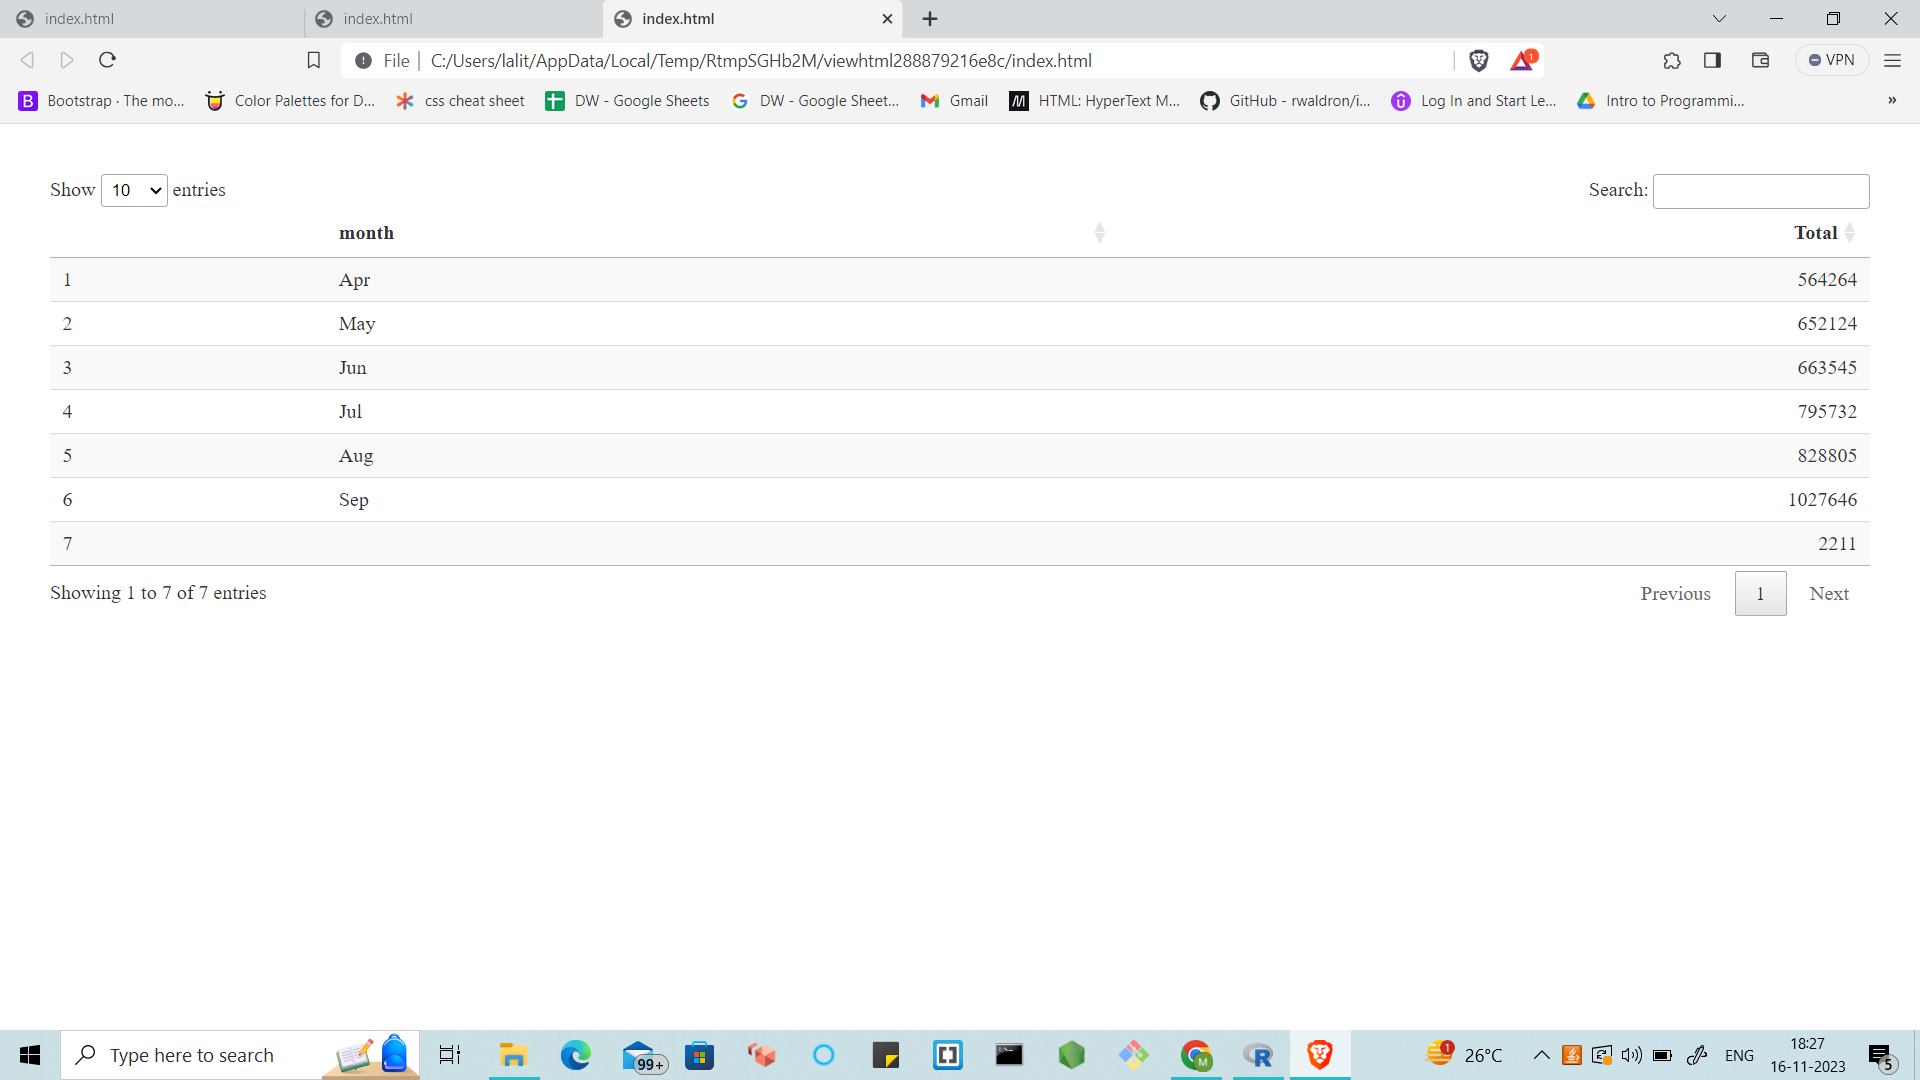 index.html
index.html
index.html
File
C:/Users/lalit/AppData/Local/Temp/RtmpSGHb2M/viewhtml288879216e8c/index.html
1
VPN
B Bootstrap · The mo...
Color Palettes for D...
css cheat sheet
DW - Google Sheets
DW - Google Sheet...
Gmail
HTML: HyperText M...
GitHub - rwaldron/i...
Log In and Start Le...
Intro to Programmi...
»
Show 10 entries
Search:
month Total
1 Apr 564264
2 May 652124
3 Jun 663545
4 Jul 795732
5 Aug 828805
6 Sep 1027646
7 2211
Showing 1 to 7 of 7 entries
Previous 1 Next
Type here to search
99+
M
R
1
26°C
ENG
18:27
16-11-2023
5